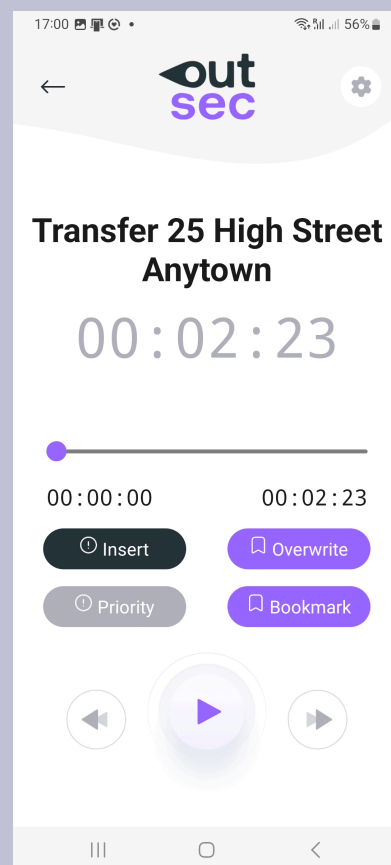 17:00 56%
out
sec
Transfer 25 High Street
Anytown
00:02:23
00:00:00 00:02:23
Insert Overwrite
Priority Bookmark